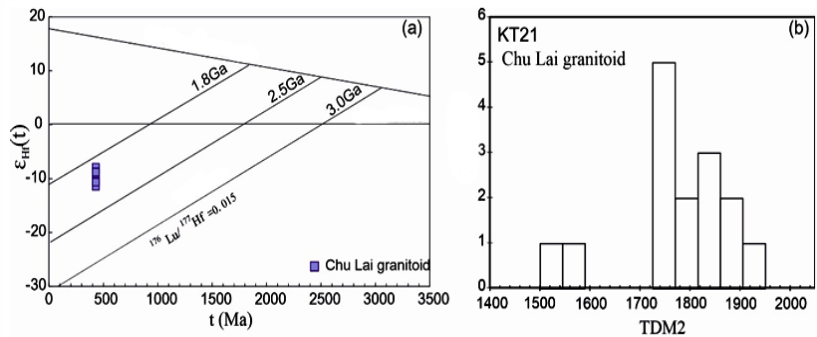 20
10
0
-10
-20
-30
εHf(t)
0
500
1000
1500
2000
2500
3000
3500
t (Ma)
(a)
1.8Ga
2.5Ga
3.0Ga
176Lu/177Hf =0.015
Chu Lai granitoid
6
5
4
3
2
1
0
1400
1500
1600
1700
1800
1900
2000
TDM2
KT21
(b)
Chu Lai granitoid